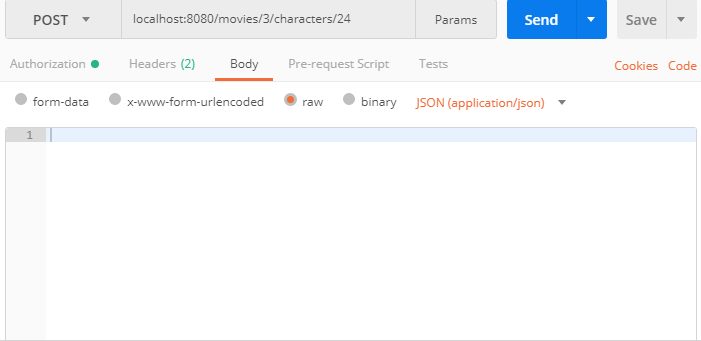 POST localhost:8080/movies/3/characters/24 Params Send Save
Authorization Headers (2) Body Pre-request Script Tests Cookies Code
form-data x-www-form-urlencoded raw binary JSON (application/json)
1